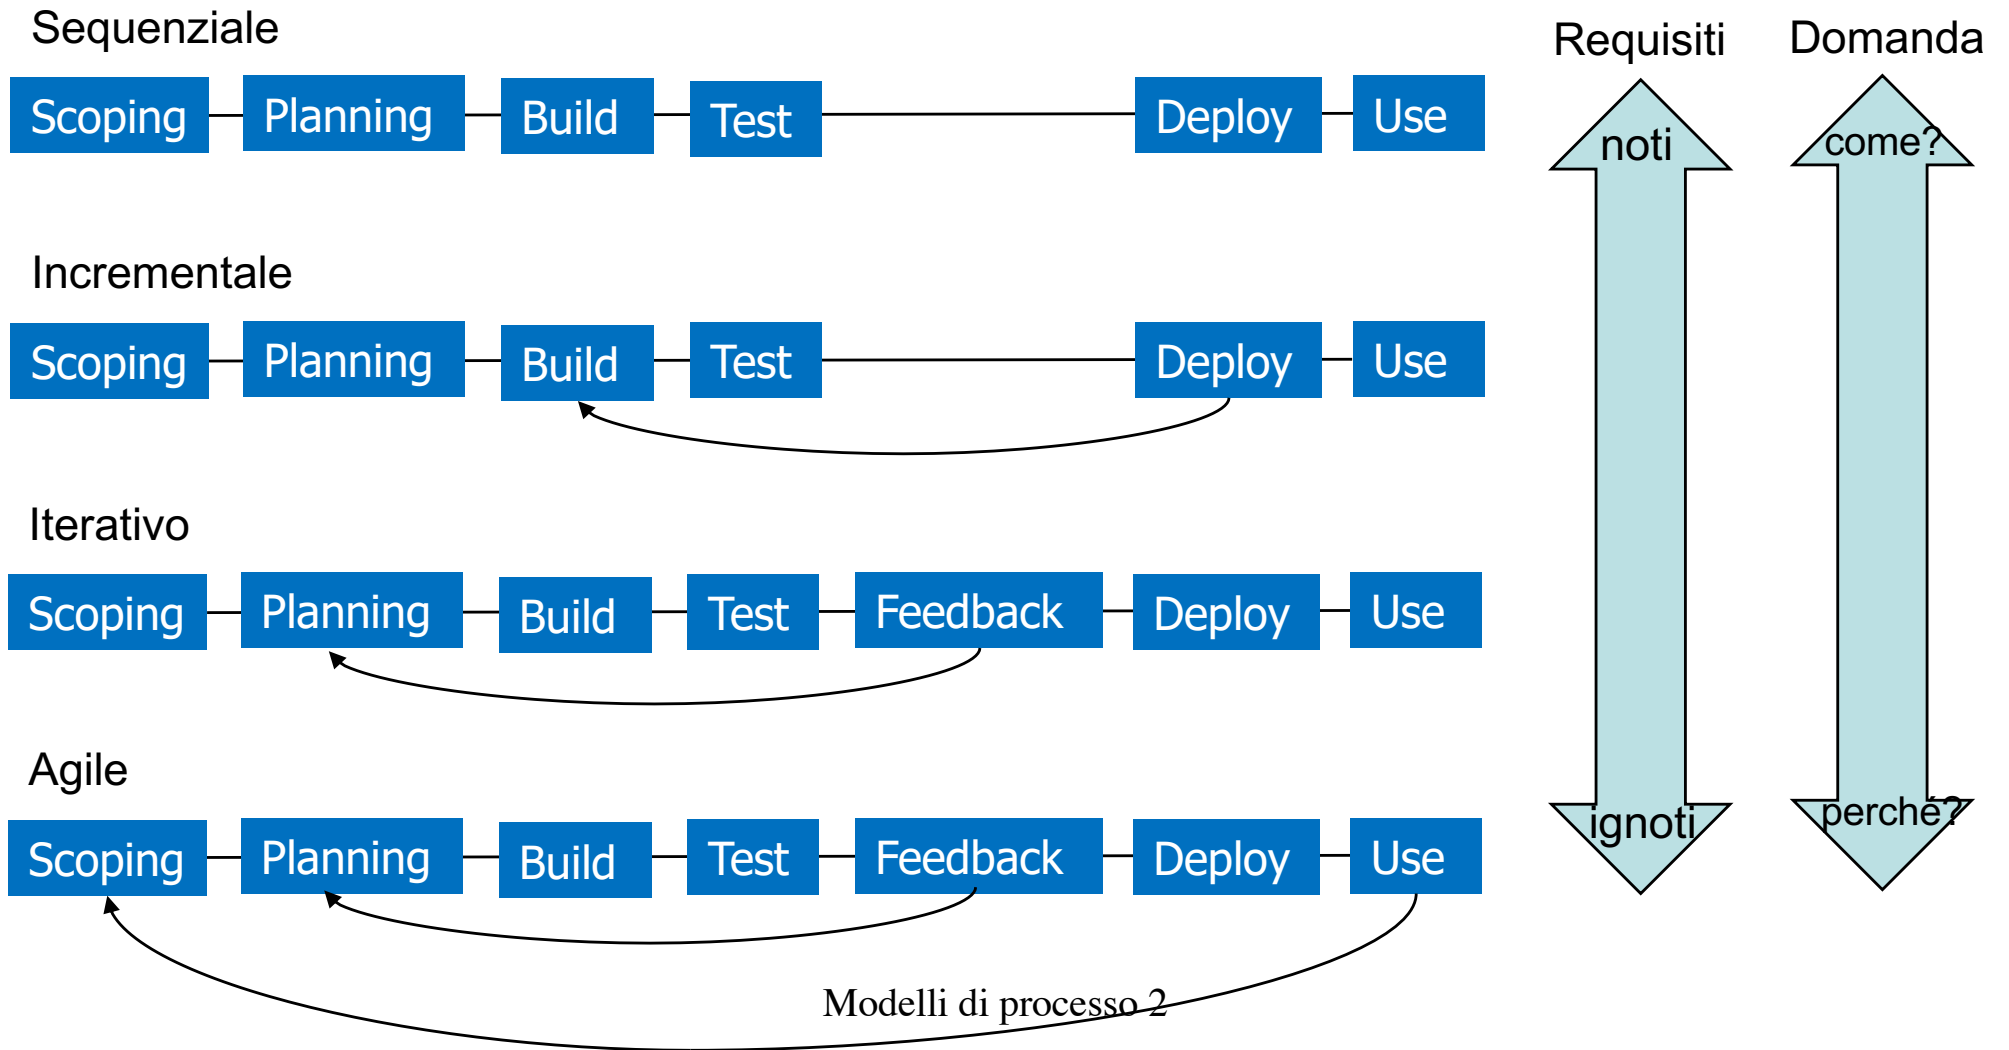 Sequenziale
Requisiti Domanda
Scoping Planning Build Test Deploy Use
noti come?
Incrementale
Scoping Planning Build Test Deploy Use
Iterativo
Scoping Planning Build Test Feedback Deploy Use
Agile
ignoti perché?
Scoping Planning Build Test Feedback Deploy Use
Modelli di processo 2